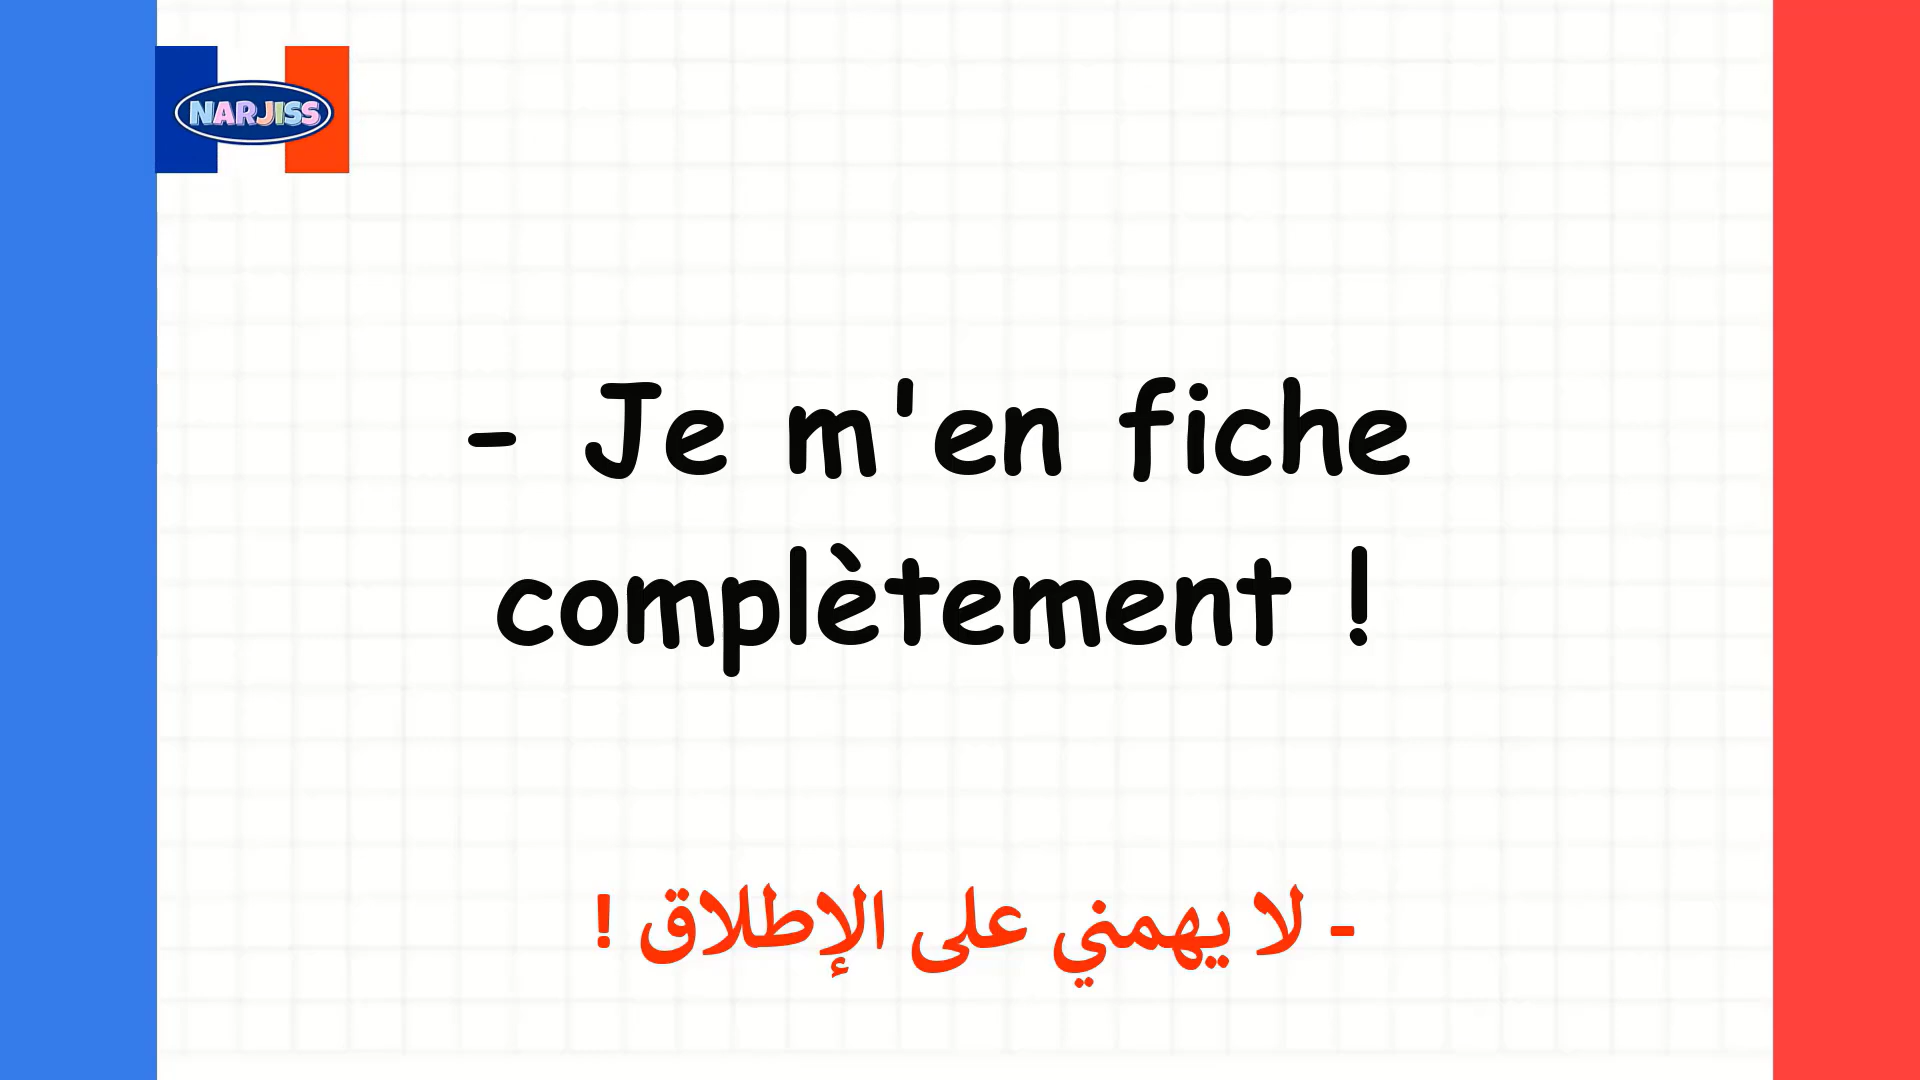 NARJISS
- Je m'en fiche
complètement !
- لا يهمني على الإطلاق !